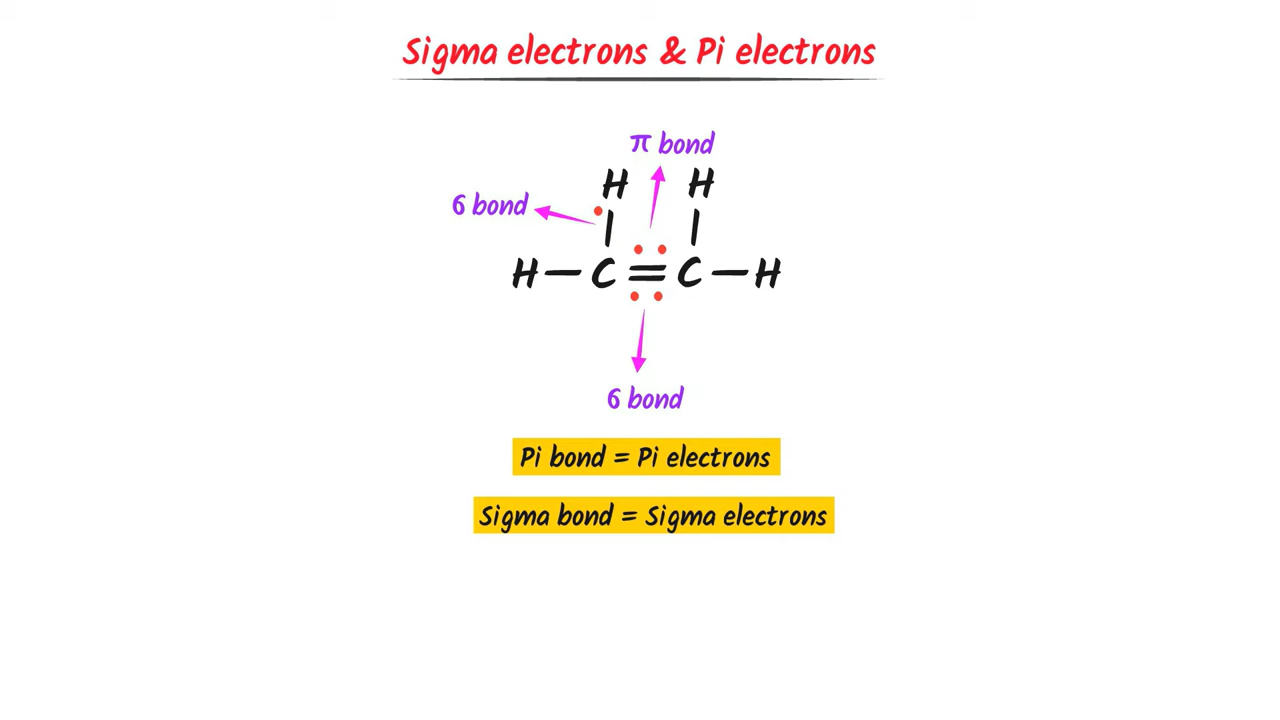 Sigma electrons & Pi electrons
π bond
H H
6 bond
H — C = C — H
6 bond
Pi bond = Pi electrons
Sigma bond = Sigma electrons